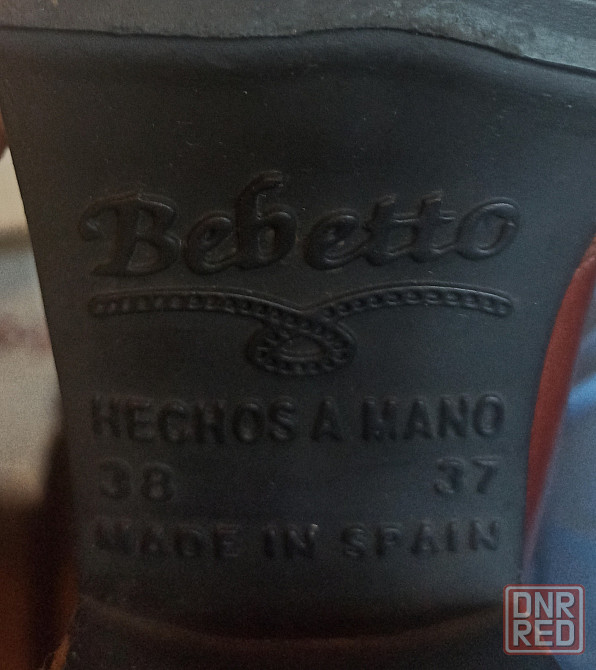 Bebetto
HECHOS A MANO
38 37
MADE IN SPAIN
DNR
RED